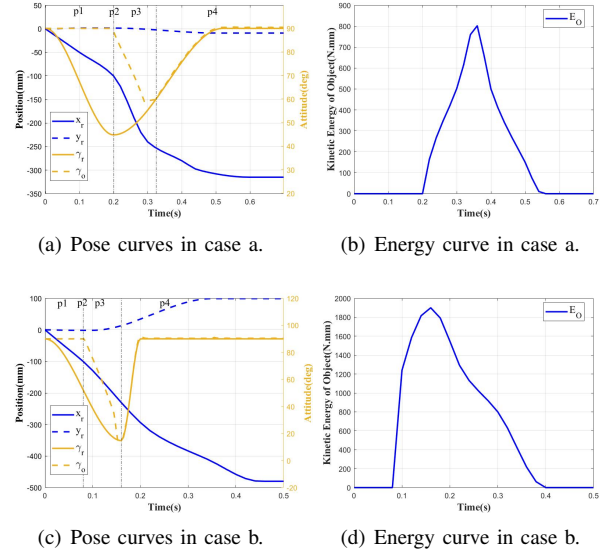 p1 p2 p3 p4
Position(mm)
50
0
-50
-100
-150
-200
-250
-300
-350
x_r
y_r
γ_r
γ_o
0 0.1 0.2 0.3 0.4 0.5 0.6
Time(s)
100
90
80
70
60
50
40
30
20
Attitude(deg)
(a) Pose curves in case a.
Kinetic Energy of Object(N.mm)
900
800
700
600
500
400
300
200
100
0
E_O
0 0.1 0.2 0.3 0.4 0.5 0.6 0.7
Time(s)
(b) Energy curve in case a.
p1 p2 p3 p4
Position(mm)
100
0
-100
-200
-300
-400
-500
x_r
y_r
γ_r
γ_o
0 0.1 0.2 0.3 0.4 0.5
Time(s)
120
100
80
60
40
20
0
-20
Attitude(deg)
(c) Pose curves in case b.
Kinetic Energy of Object(N.mm)
2000
1800
1600
1400
1200
1000
800
600
400
200
0
E_O
0 0.1 0.2 0.3 0.4 0.5
Time(s)
(d) Energy curve in case b.